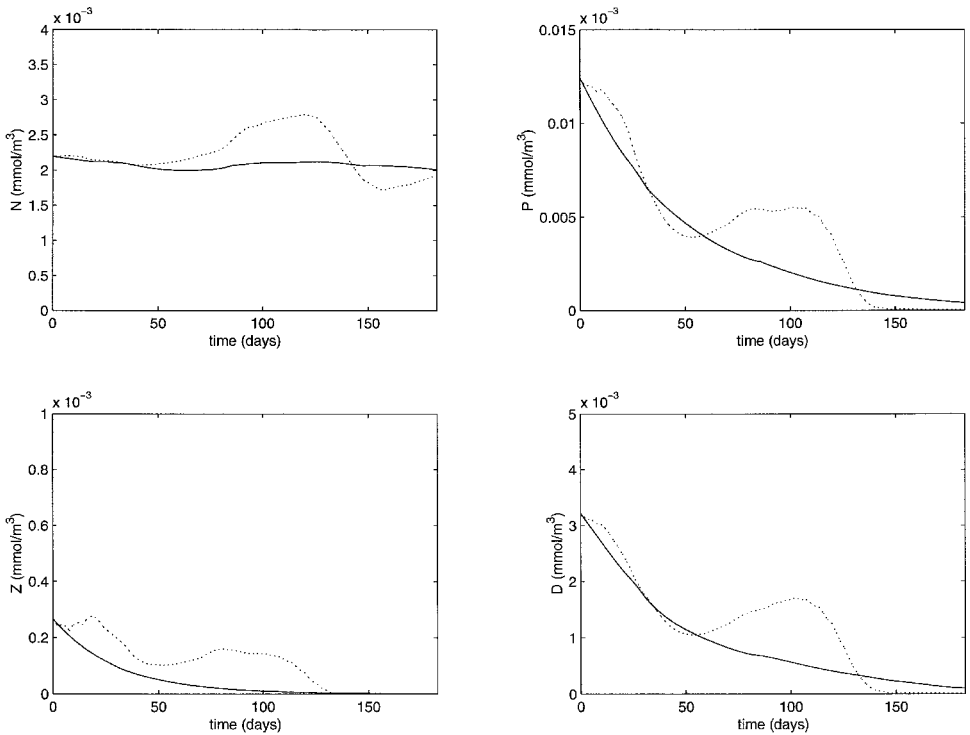 x 10⁻³
4
3.5
3
2.5
2
1.5
1
0.5
0
N (mmol/m³)
0 50 100 150
time (days)
x 10⁻³
0.015
0.01
0.005
0
P (mmol/m³)
0 50 100 150
time (days)
x 10⁻³
1
0.8
0.6
0.4
0.2
0
Z (mmol/m³)
0 50 100 150
time (days)
x 10⁻³
5
4
3
2
1
0
D (mmol/m³)
0 50 100 150
time (days)